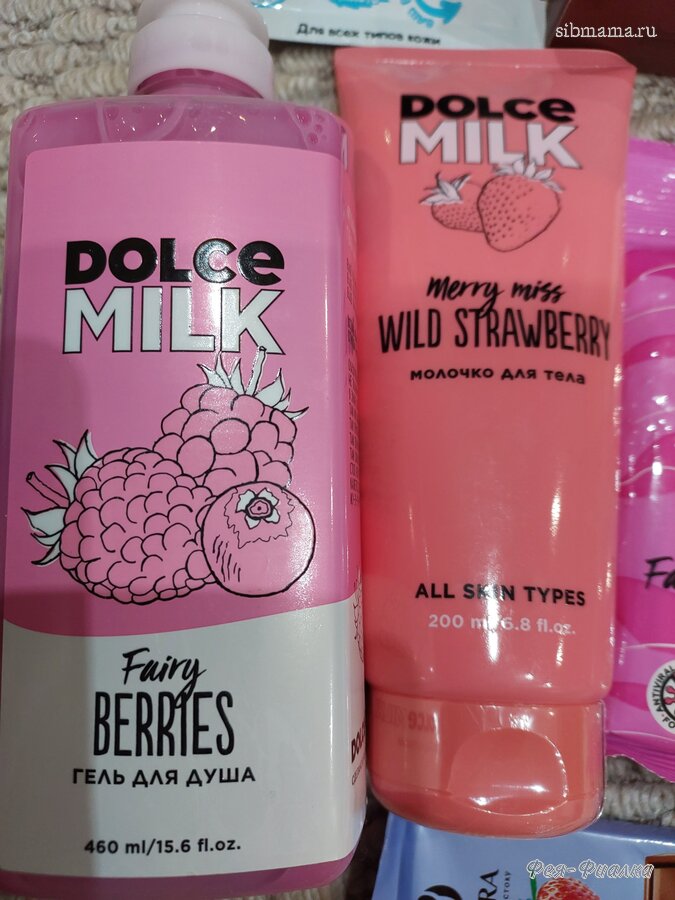 Для всех типов кожи
sibmama.ru
DOLCE
MILK
Fairy
BERRIES
ГЕЛЬ ДЛЯ ДУША
460 ml/15.6 fl.oz.
DOLCE
MILK
Merry miss
WILD STRAWBERRY
МОЛОЧКО ДЛЯ ТЕЛА
ALL SKIN TYPES
200 ml/6.8 fl.oz.
ANTIVIRAL
Фея-Фиалка